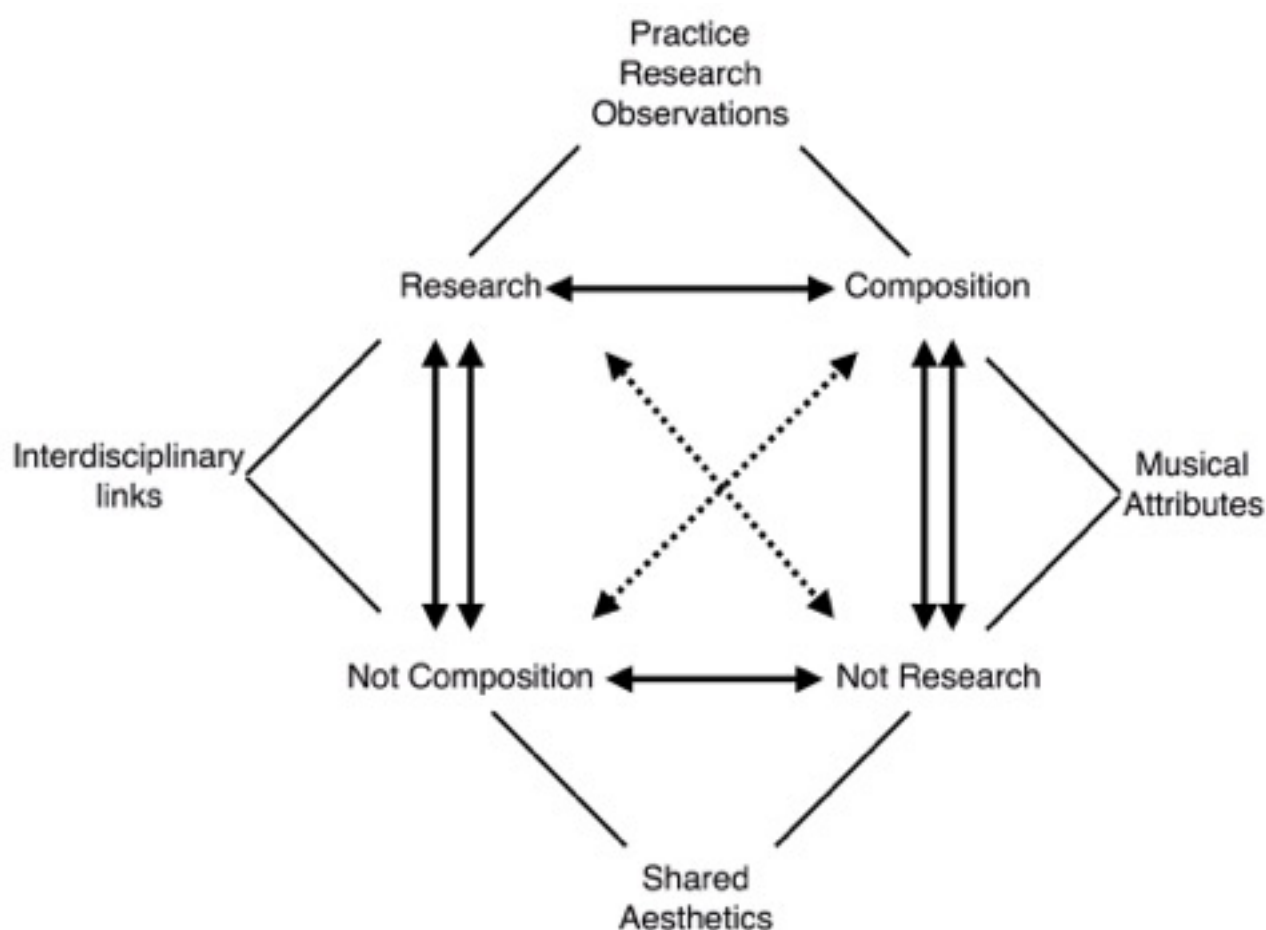 Practice
Research
Observations
Research
Composition
Interdisciplinary
links
Musical
Attributes
Not Composition
Not Research
Shared
Aesthetics